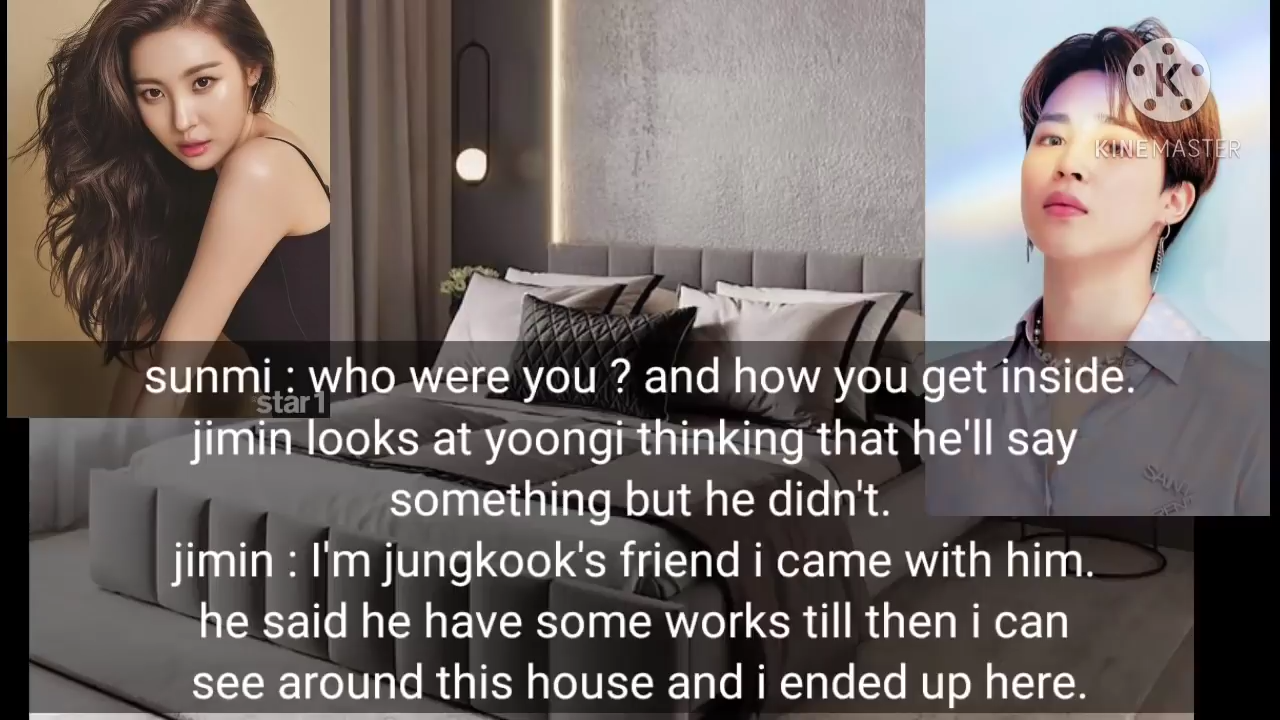 K
KINEMASTER
star1
sunmi : who were you ? and how you get inside.
jimin looks at yoongi thinking that he'll say
something but he didn't.
jimin : I'm jungkook's friend i came with him.
he said he have some works till then i can
see around this house and i ended up here.